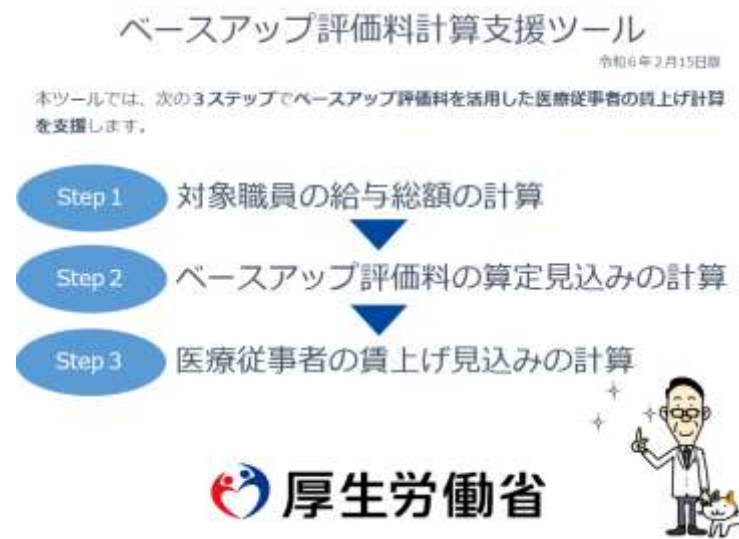 ベースアップ評価料計算支援ツール
令和6年2月15日版
本ツールでは、次の3ステップでベースアップ評価料を活用した医療従事者の賃上げ計算
を支援します。
Step 1
対象職員の給与総額の計算
Step 2
ベースアップ評価料の算定見込みの計算
Step 3
医療従事者の賃上げ見込みの計算
厚生労働省